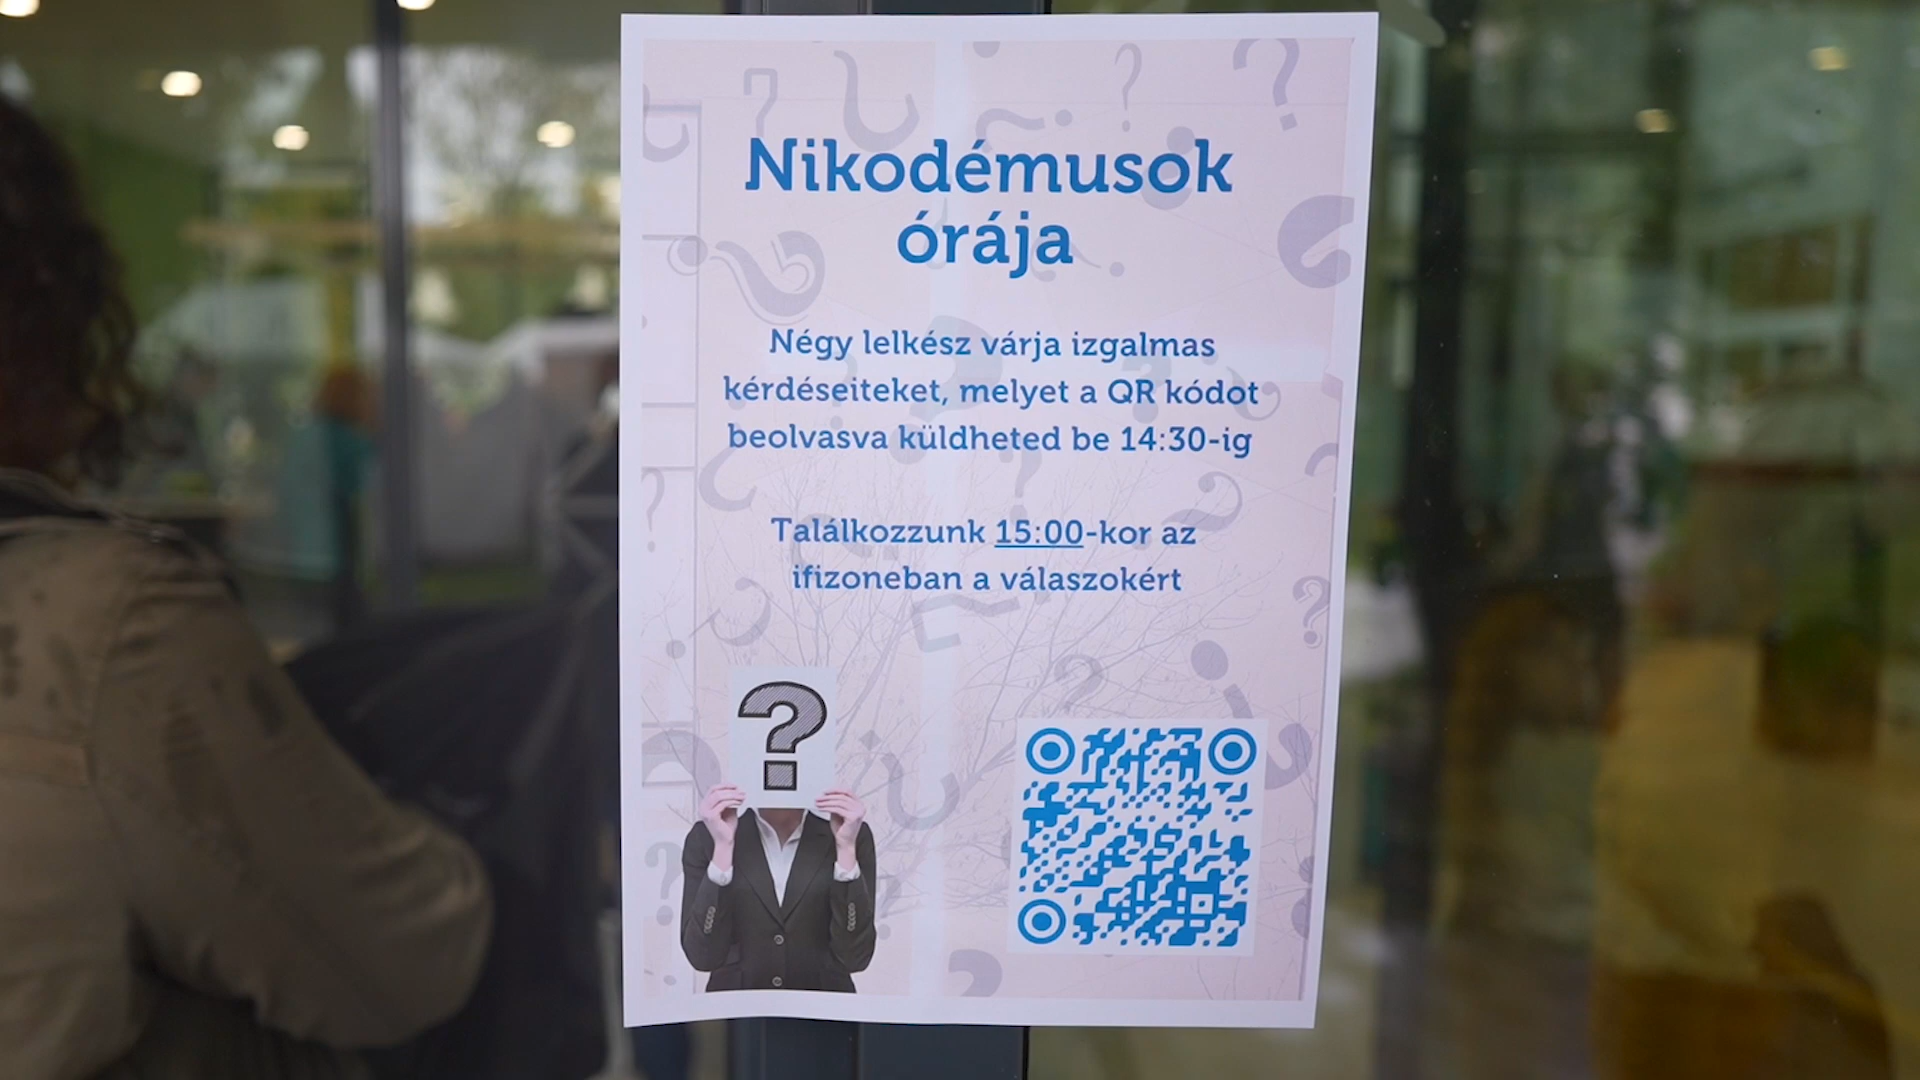 Nikodémusok
órája
Négy lelkész várja izgalmas
kérdéseiteket, melyet a QR kódot
beolvasva küldheted be 14:30-ig
Találkozzunk 15:00-kor az
ifizoneban a válaszokért
?